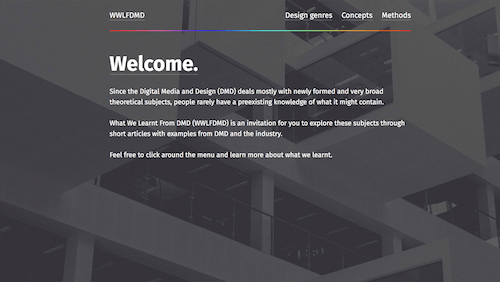 WWLFDMD
Design genres Concepts Methods
Welcome.
Since the Digital Media and Design (DMD) deals mostly with newly formed and very broad
theoretical subjects, people rarely have a preexisting knowledge of what it might contain.
What We Learnt From DMD (WWLFDMD) is an invitation for you to explore these subjects through
short articles with examples from DMD and the industry.
Feel free to click around the menu and learn more about what we learnt.